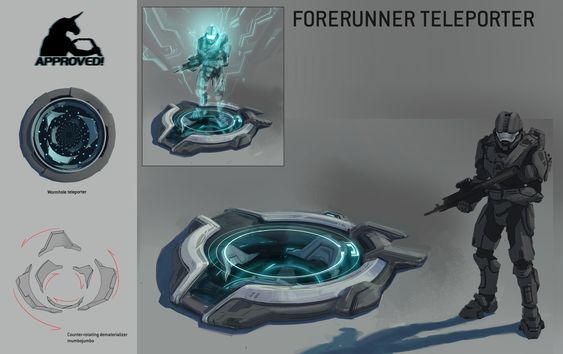 FORERUNNER TELEPORTER
APPROVED!
Wormhole teleporter
Counter-rotating dematerializer
mumbojumbo